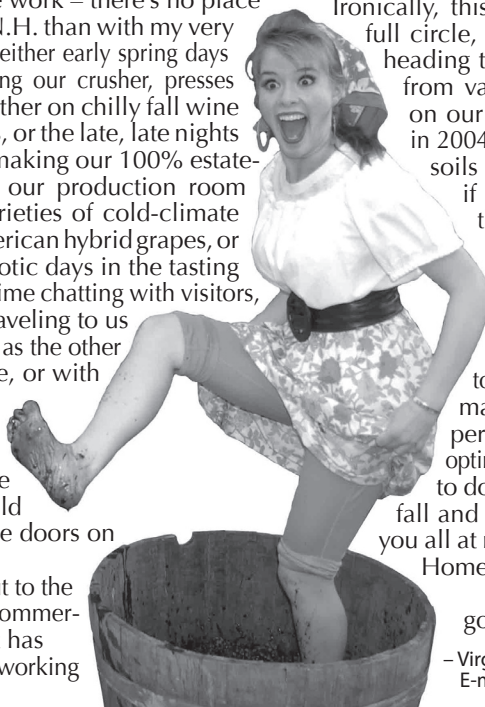 work – there's no place
N.H. than with my very
either early spring days
ng our crusher, presses
ther on chilly fall wine
s, or the late, late nights
making our 100% estate-
our production room
rieties of cold-climate
erican hybrid grapes, or
otic days in the tasting
ime chatting with visitors,
aveling to us
as the other
e, or with
e
ld
e doors on
t to the
ommer-
has
working
Ironically, this
full circle,
heading t
from va
on our
in 2004
soils
if
t
to
ma
per
optin
to do
fall and
you all at
Home
go
– Virg
E-m